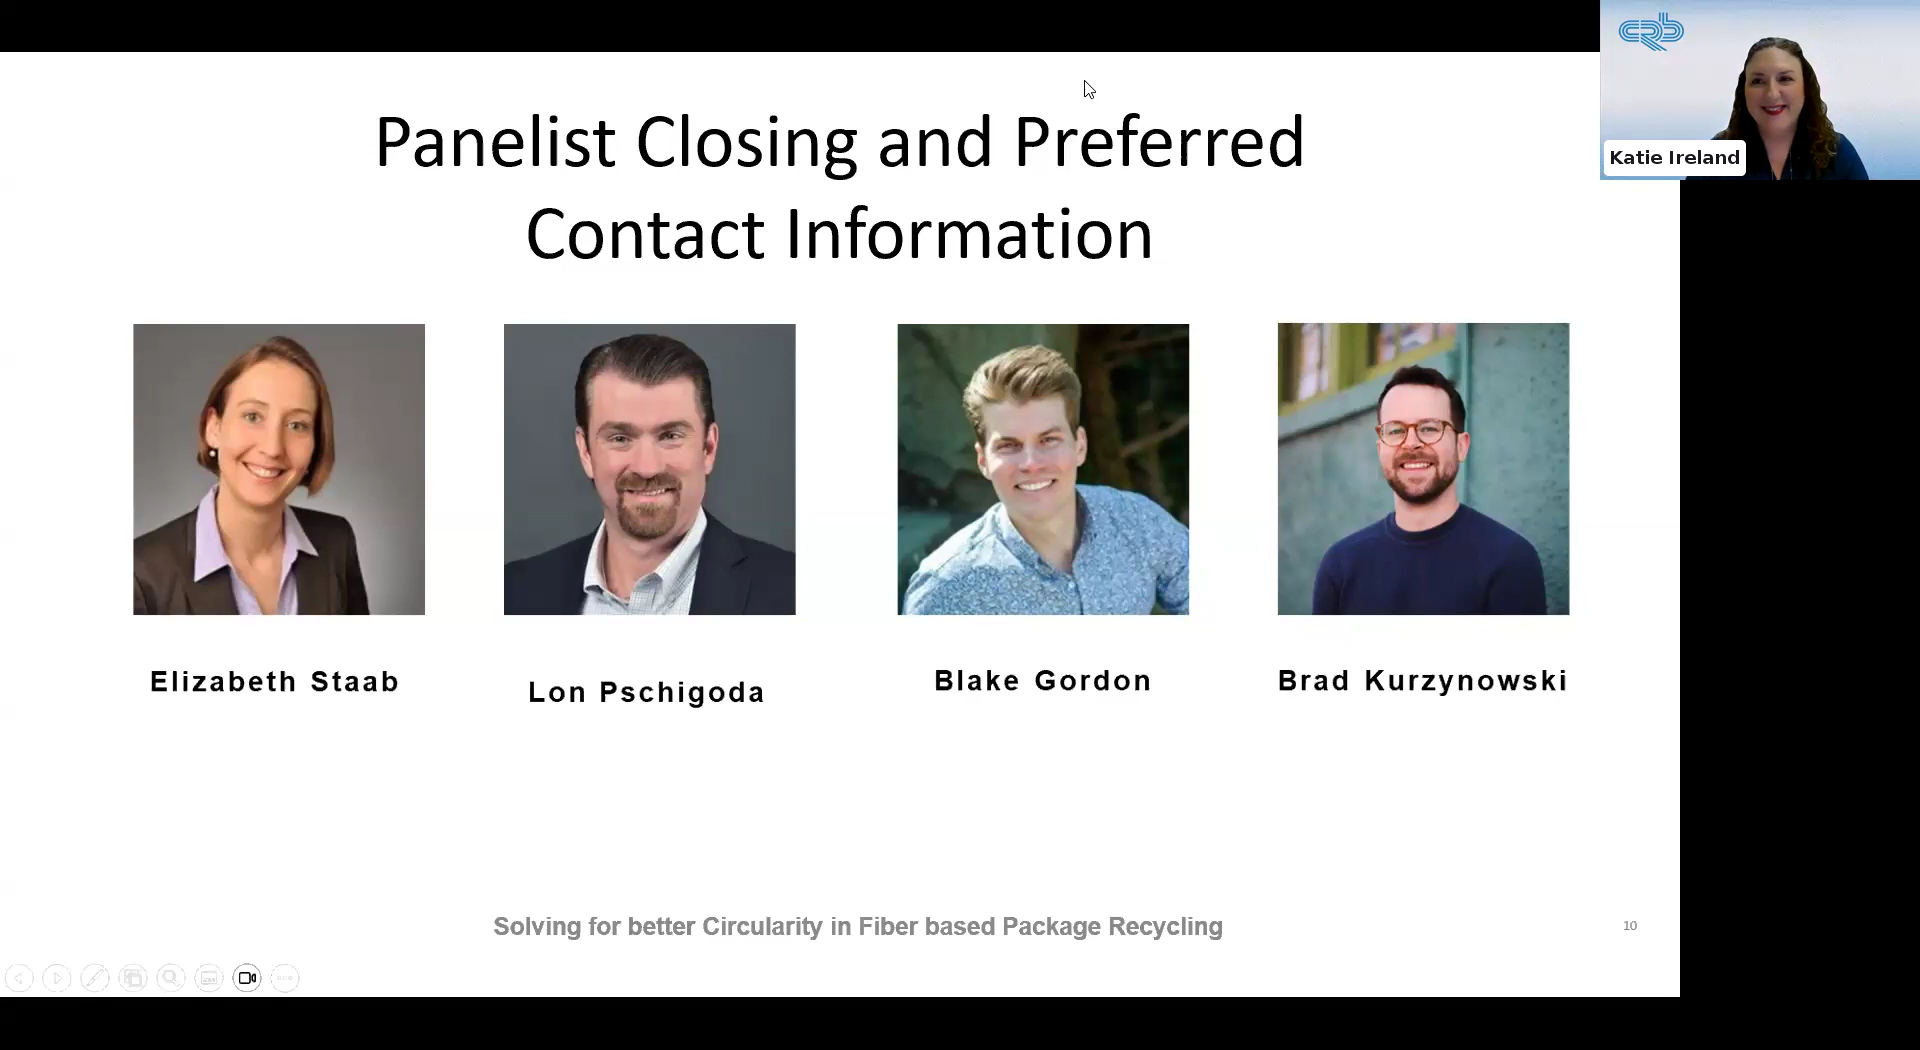 crb
Katie Ireland
Panelist Closing and Preferred
Contact Information
Elizabeth Staab
Lon Pschigoda
Blake Gordon
Brad Kurzynowski
Solving for better Circularity in Fiber based Package Recycling
10